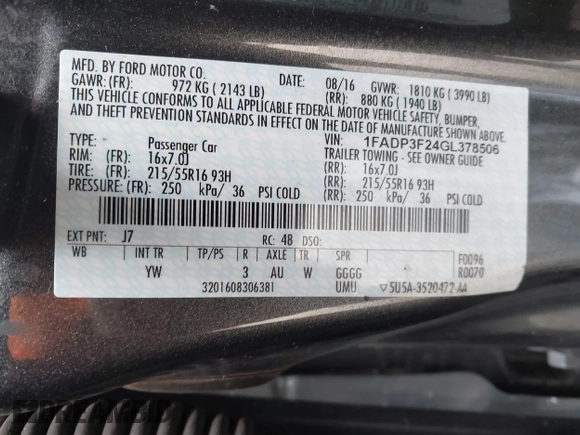 MFD. BY FORD MOTOR CO.
DATE: 08/16 GVWR: 1810 KG ( 3990 LB)
GAWR: (FR): 972 KG ( 2143 LB) (RR): 880 KG ( 1940 LB)
THIS VEHICLE CONFORMS TO ALL APPLICABLE FEDERAL MOTOR VEHICLE SAFETY, BUMPER,
AND THEFT PREVENTION STANDARDS IN EFFECT ON THE DATE OF MANUFACTURE SHOWN ABOVE.
VIN: 1FADP3F24GL378506
TYPE: Passenger Car TRAILER TOWING - SEE OWNER GUIDE
RIM: (FR): 16x7.0J (RR): 16x7.0J
TIRE: (FR): 215/55R16 93H (RR): 215/55R16 93H
PRESSURE: (FR): 250 kPa/ 36 PSI COLD (RR): 250 kPa/ 36 PSI COLD
EXT PNT: J7 RC: 48 DSO: F0096
WB INT TR TP/PS R AXLE TR SPR R0070
YW 3 AU W GGGG
3201608306381 UMU ▽5U5A-3520472-AA